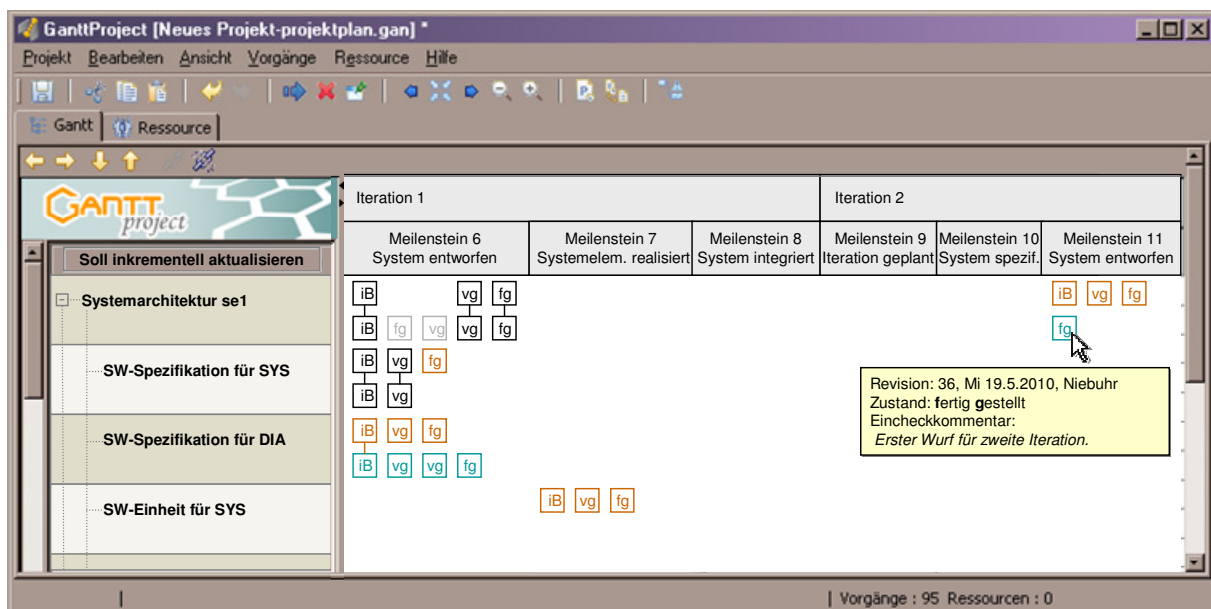 GanttProject [Neues Projekt-projektplan.gan] *
Projekt Bearbeiten Ansicht Vorgänge Ressource Hilfe
Gantt Ressource
GANTT
project
Iteration 1 Iteration 2
Meilenstein 6 Meilenstein 7 Meilenstein 8 Meilenstein 9 Meilenstein 10 Meilenstein 11
System entworfen Systemelem. realisiert System integriert Iteration geplant System spezif. System entworfen
Soll inkrementell aktualisieren
Systemarchitektur se1
iB vg fg iB vg fg
iB fg vg vg fg fg
SW-Spezifikation für SYS
iB vg fg
iB vg
Revision: 36, Mi 19.5.2010, Niebuhr
Zustand: fertig gestellt
Eincheckkommentar:
Erster Wurf für zweite Iteration.
SW-Spezifikation für DIA
iB vg fg
iB vg vg fg
SW-Einheit für SYS
iB vg fg
Vorgänge : 95 Ressourcen : 0